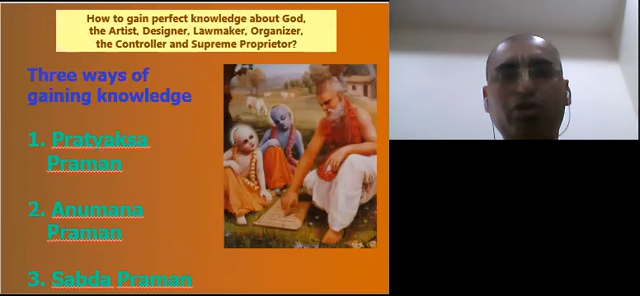 How to gain perfect knowledge about God,
the Artist, Designer, Lawmaker, Organizer,
the Controller and Supreme Proprietor?
Three ways of
gaining knowledge
1. Pratyaksa
Praman
2. Anumana
Praman
3. Sabda Praman